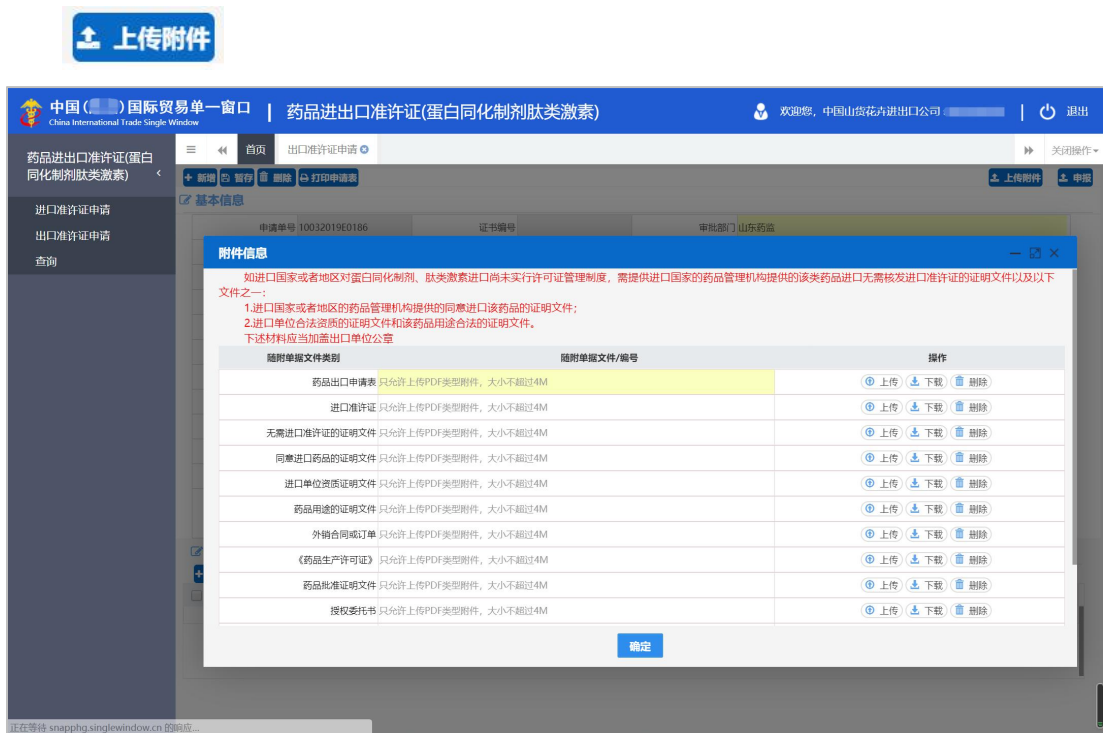 上传附件
中国( )国际贸易单一窗口 | 药品进出口准许证(蛋白同化制剂肽类激素)
China International Trade Single Window
欢迎您，中国山货花卉进出口公司
退出
药品进出口准许证(蛋白同化制剂肽类激素)
进口准许证申请
出口准许证申请
查询
首页
出口准许证申请
关闭操作
新增
暂存
删除
打印申请表
上传附件
申报
基本信息
申请单号 10032019E0186 证书编号 审批部门 山东药监
附件信息
如进口国家或者地区对蛋白同化制剂、肽类激素进口尚未实行许可证管理制度，需提供进口国家的药品管理机构提供的该类药品进口无需核发进口准许证的证明文件以及以下
文件之一：
1.进口国家或者地区的药品管理机构提供的同意进口该药品的证明文件；
2.进口单位合法资质的证明文件和该药品用途合法的证明文件。
下述材料应当加盖出口单位公章
随附单据文件类别 随附单据文件/编号 操作
药品出口申请表 只允许上传PDF类型附件，大小不超过4M 上传 下载 删除
进口准许证 只允许上传PDF类型附件，大小不超过4M 上传 下载 删除
无需进口准许证的证明文件 只允许上传PDF类型附件，大小不超过4M 上传 下载 删除
同意进口药品的证明文件 只允许上传PDF类型附件，大小不超过4M 上传 下载 删除
进口单位资质证明文件 只允许上传PDF类型附件，大小不超过4M 上传 下载 删除
药品用途的证明文件 只允许上传PDF类型附件，大小不超过4M 上传 下载 删除
外销合同或订单 只允许上传PDF类型附件，大小不超过4M 上传 下载 删除
《药品生产许可证》 只允许上传PDF类型附件，大小不超过4M 上传 下载 删除
药品批准证明文件 只允许上传PDF类型附件，大小不超过4M 上传 下载 删除
授权委托书 只允许上传PDF类型附件，大小不超过4M 上传 下载 删除
确定
正在等待 snapphg.singlewindow.cn 的响应...